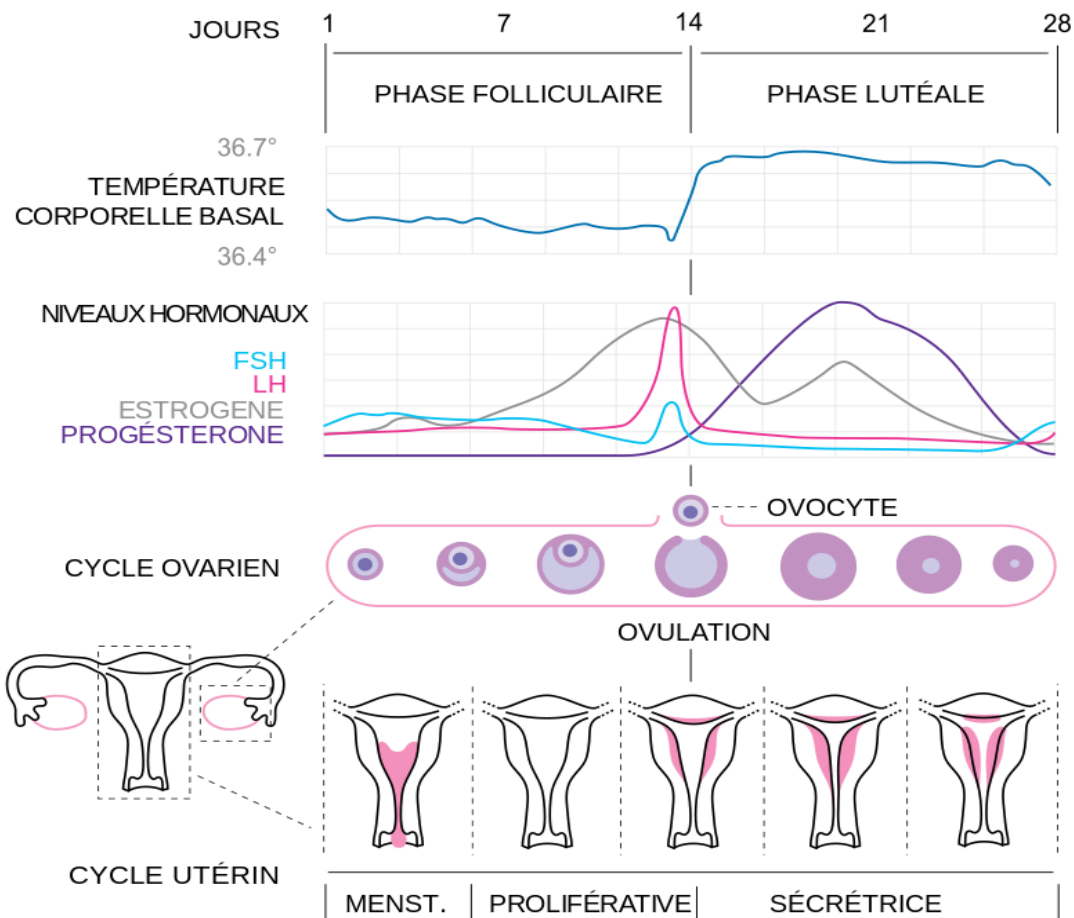 JOURS 1 7 14 21 28
PHASE FOLLICULAIRE PHASE LUTÉALE
36.7°
TEMPÉRATURE
CORPORELLE BASAL
36.4°
NIVEAUX HORMONAUX
FSH
LH
ESTROGENE
PROGÉSTERONE
OVOCYTE
CYCLE OVARIEN
OVULATION
CYCLE UTÉRIN
MENST. PROLIFÉRATIVE SÉCRÉTRICE